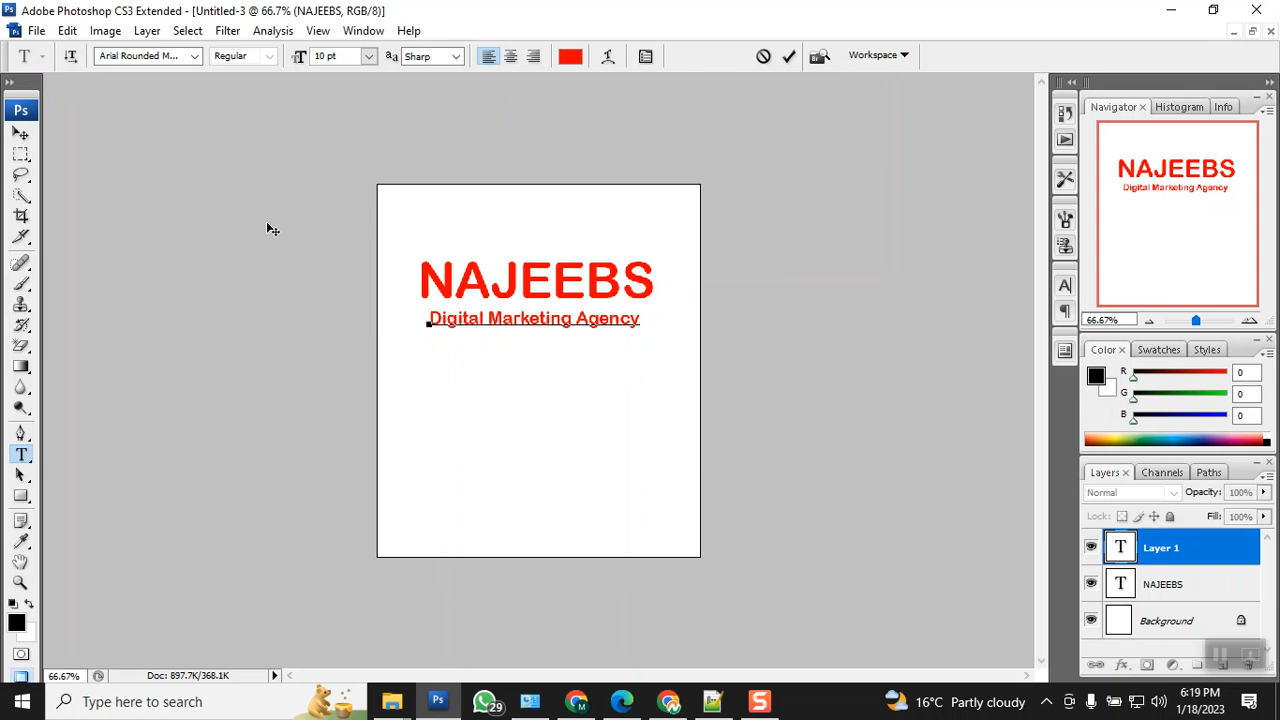 Adobe Photoshop CS3 Extended - [Untitled-3 @ 66.7% (NAJEEBS, RGB/8)]
File Edit Image Layer Select Filter Analysis View Window Help
Arial Rounded M... Regular 10 pt aa Sharp Workspace
Ps
Navigator Histogram Info
NAJEEBS
Digital Marketing Agency
66.67%
NAJEEBS
Digital Marketing Agency
Color Swatches Styles
R 0
G 0
B 0
Layers Channels Paths
Normal Opacity: 100%
Lock: Fill: 100%
T Layer 1
T NAJEEBS
Background
66.67% Doc: 897.7K/368.1K
Type here to search
Ps
29
16°C Partly cloudy
6:19 PM
1/18/2023